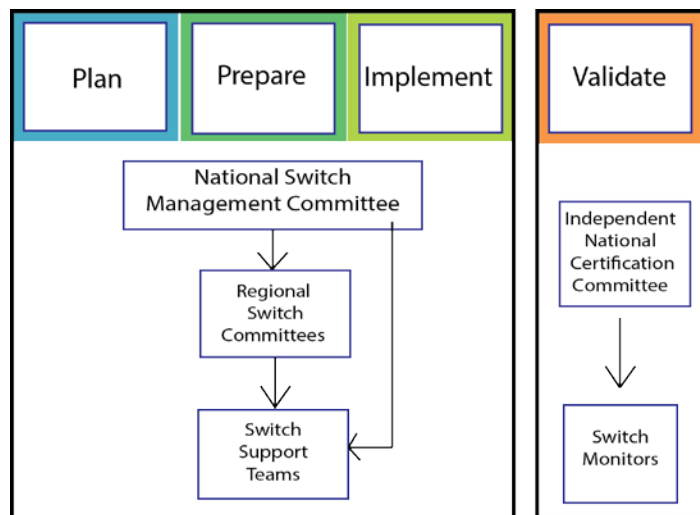 Plan
Prepare
Implement
Validate
National Switch
Management Committee
Regional
Switch
Committees
Switch
Support
Teams
Independent
National
Certification
Committee
Switch
Monitors